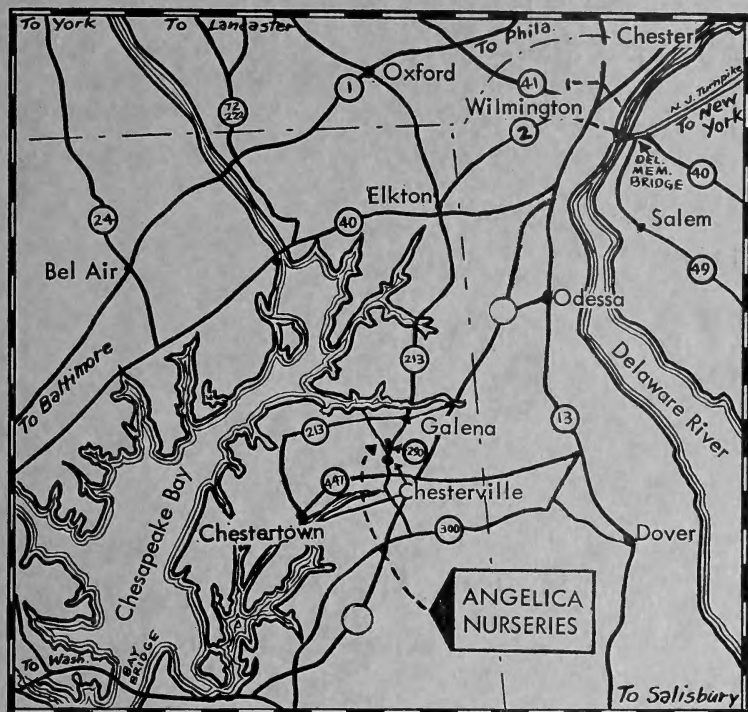 To York
To Lancaster
To Phila.
Chester
Oxford
1
41
N.J. Turnpike
72
222
Wilmington
To New
York
2
DEL.
MEM.
BRIDGE
40
Elkton
24
40
Salem
Bel Air
49
Odessa
213
To Baltimore
Delaware River
213
Galena
13
290
447
Chesterville
Chesapeake Bay
Chestertown
300
Dover
ANGELICA
NURSERIES
To Wash.
BAY
BRIDGE
To Salisbury